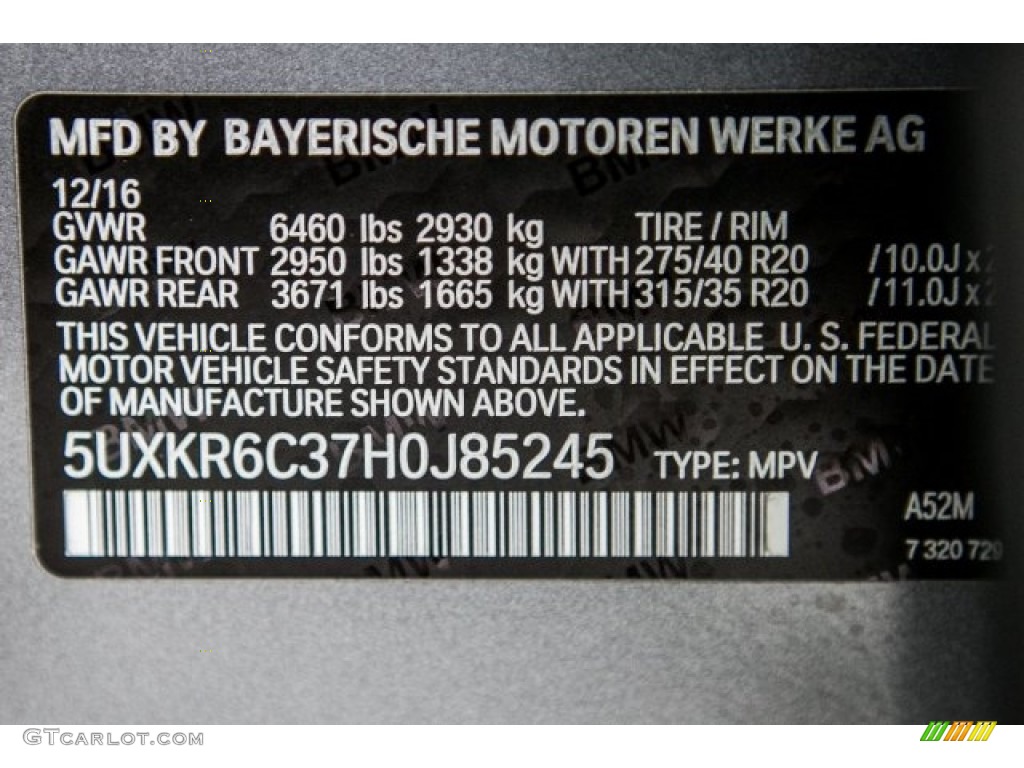 MFD BY BAYERISCHE MOTOREN WERKE AG
12/16
GVWR 6460 lbs 2930 kg TIRE / RIM
GAWR FRONT 2950 lbs 1338 kg WITH 275/40 R20 /10.0J x
GAWR REAR 3671 lbs 1665 kg WITH 315/35 R20 /11.0J x
THIS VEHICLE CONFORMS TO ALL APPLICABLE U. S. FEDERAL
MOTOR VEHICLE SAFETY STANDARDS IN EFFECT ON THE DATE
OF MANUFACTURE SHOWN ABOVE.
5UXKR6C37H0J85245 TYPE: MPV
A52M
7 320 729
GTcarlot.com